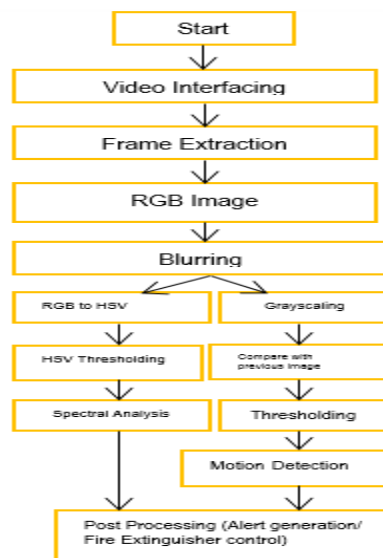 Start
Video Interfacing
Frame Extraction
RGB Image
Blurring
RGB to HSV
Grayscaling
HSV Thresholding
Compare with
previous image
Spectral Analysis
Thresholding
Motion Detection
Post Processing (Alert generation/
Fire Extinguisher control)